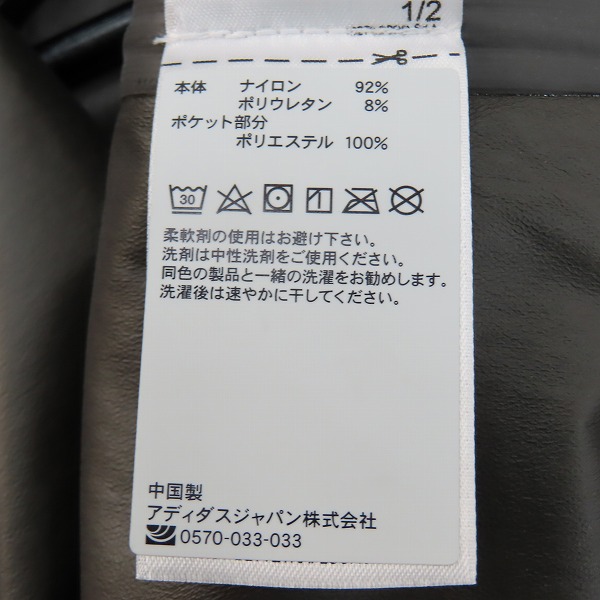 1/2
本体 ナイロン 92%
ポリウレタン 8%
ポケット部分
ポリエステル 100%
30
柔軟剤の使用はお避け下さい。
洗剤は中性洗剤をご使用ください。
同色の製品と一緒の洗濯をお勧めします。
洗濯後は速やかに干してください。
中国製
アディダスジャパン株式会社
0570-033-033